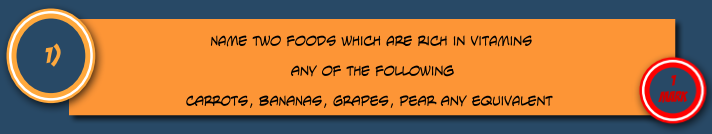 1)
NAME TWO FOODS WHICH ARE RICH IN VITAMINS
ANY OF THE FOLLOWING
CARROTS, BANANAS, GRAPES, PEAR ANY EQUIVALENT